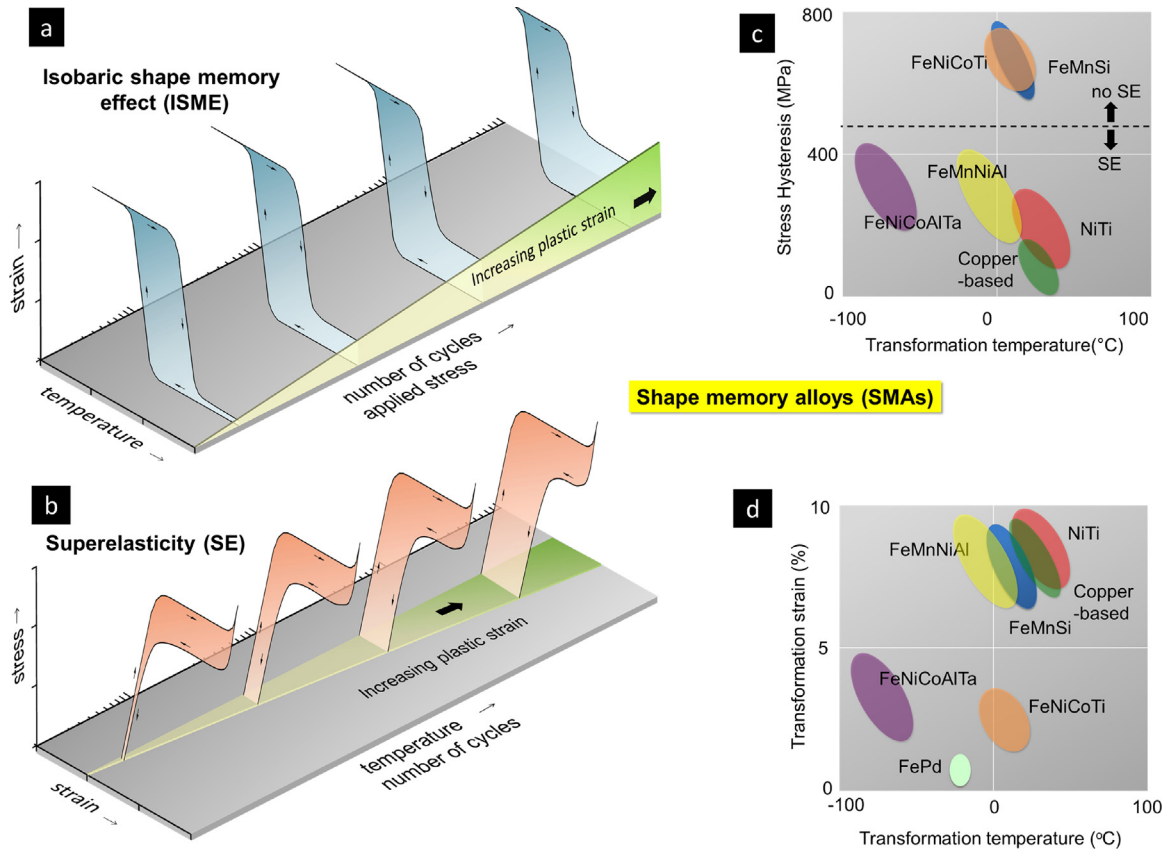 a
Isobaric shape memory
effect (ISME)
strain →
temperature →
Increasing plastic strain
number of cycles →
applied stress
b
Superelasticity (SE)
stress →
strain →
Increasing plastic strain
temperature →
number of cycles
Shape memory alloys (SMAs)
c
Stress Hysteresis (MPa)
800
400
0
FeNiCoTi
FeMnSi
no SE
SE
FeMnNiAl
FeNiCoAlTa
NiTi
Copper
-based
-100
0
100
Transformation temperature(°C)
d
Transformation strain (%)
10
5
0
FeMnNiAl
NiTi
Copper
-based
FeMnSi
FeNiCoAlTa
FeNiCoTi
FePd
-100
0
100
Transformation temperature (ºC)